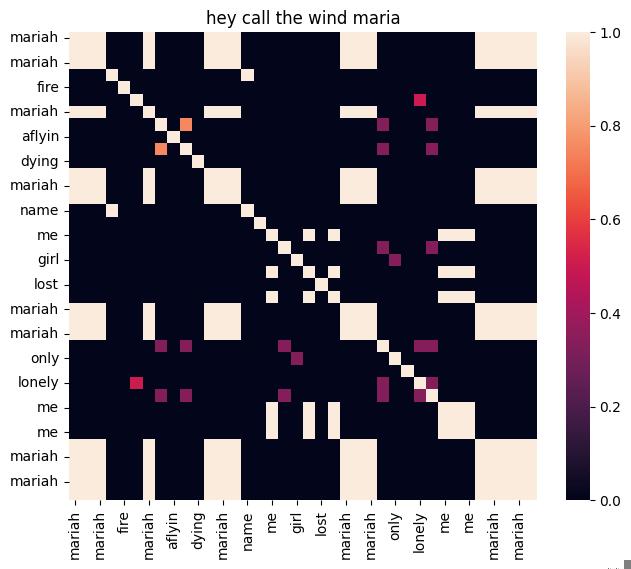 hey call the wind maria
mariah
mariah
fire
mariah
aflyin
dying
mariah
name
me
girl
lost
mariah
mariah
only
lonely
me
me
mariah
mariah
1.0
0.8
0.6
0.4
0.2
0.0
mariah mariah fire mariah aflyin dying mariah name me girl lost mariah mariah only lonely me me mariah mariah